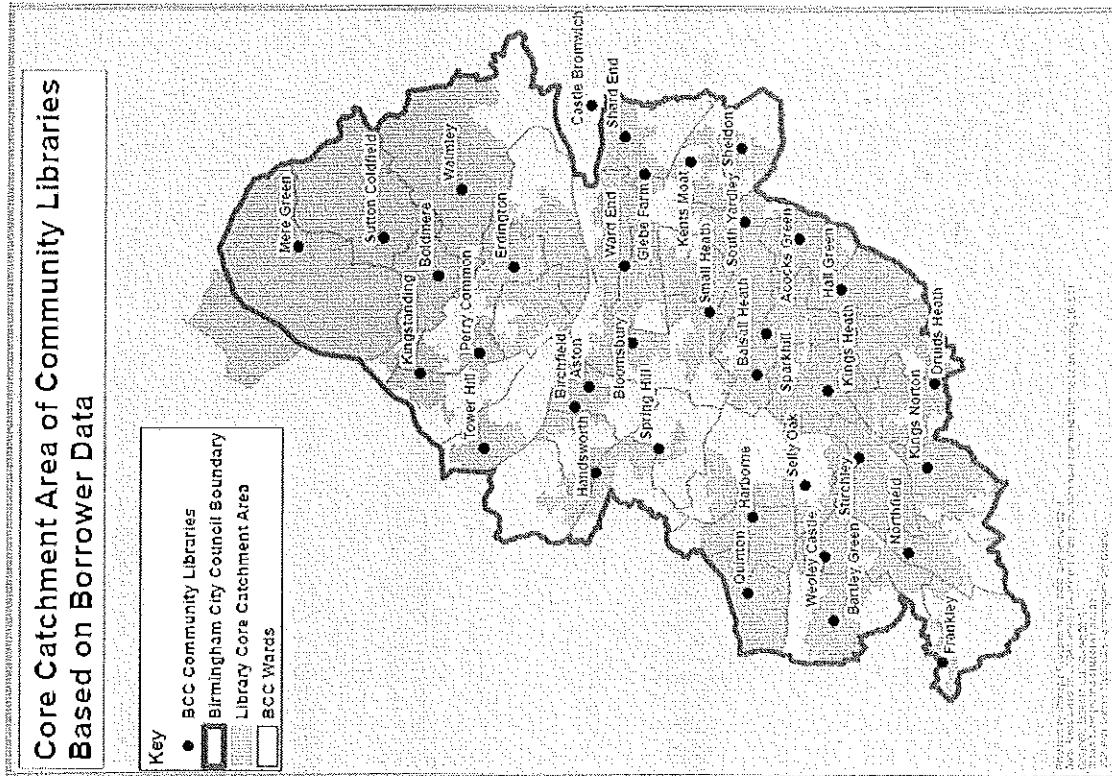 Core Catchment Area of Community Libraries
Based on Borrower Data
Key
BCC Community Libraries
Birmingham City Council Boundary
Library Core Catchment Area
BCC Wards
Mere Green
Sutton Coldfield
Boldmere
Walmley
Kingstanding
Perry Common
Erdington
Tower Hill
Castle Bromwich
Shard End
Birchfield
Aston
Handsworth
Bloomsbury
Ward End
Glebe Farm
Spring Hill
Kents Moat
Small Heath
South Yardley
Sheldon
Quinton
Harborne
Balsall Heath
Sparkhill
Acocks Green
Selly Oak
Weoley Castle
Bartley Green
Stirchley
Kings Heath
Hall Green
Northfield
Kings Norton
Druids Heath
Frankley